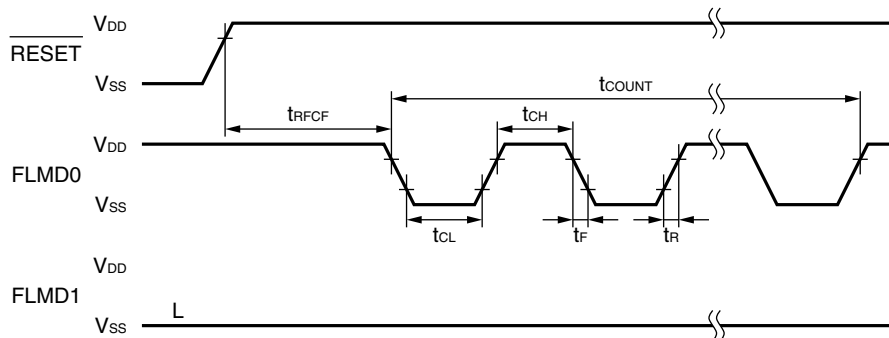 VDD
RESET
VSS
tCOUNT
tRFCF
tCH
VDD
FLMD0
VSS
tCL
tF
tR
VDD
FLMD1
L
VSS